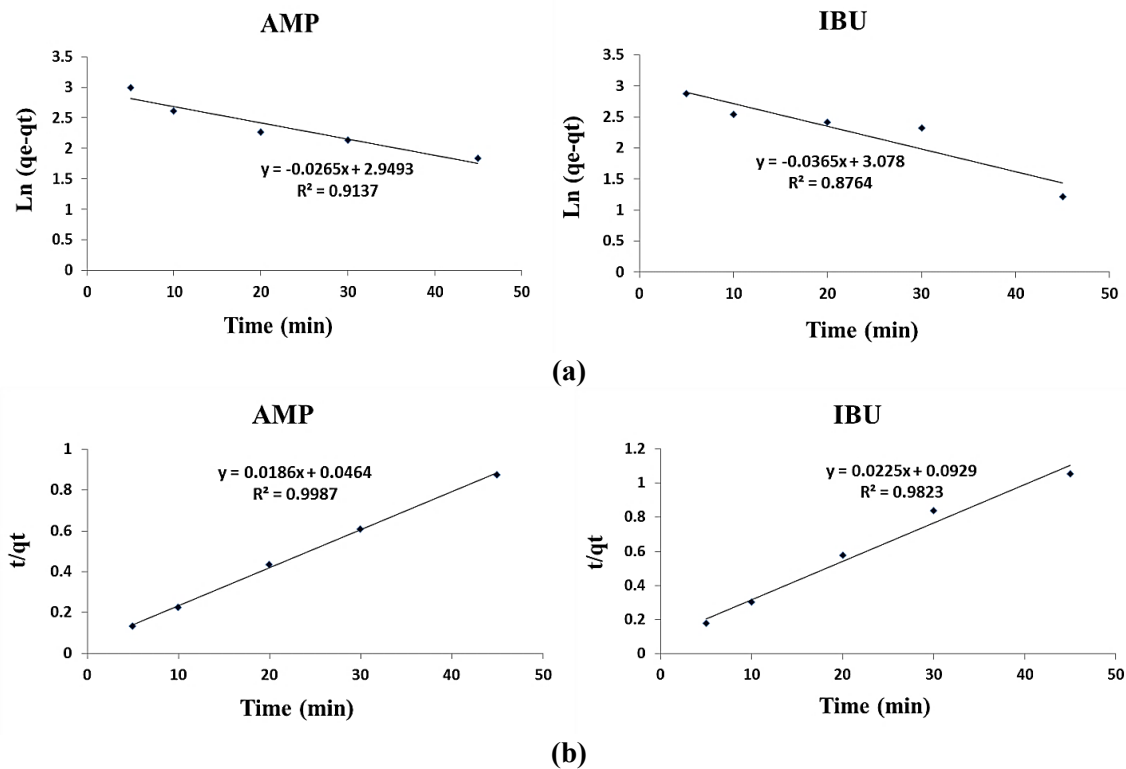 AMP
3.5
3
2.5
2
1.5
1
0.5
0
Ln (qe-qt)
y = -0.0265x + 2.9493
R² = 0.9137
0 10 20 30 40 50
Time (min)
IBU
3.5
3
2.5
2
1.5
1
0.5
0
Ln (qe-qt)
y = -0.0365x + 3.078
R² = 0.8764
0 10 20 30 40 50
Time (min)
(a)
AMP
1
0.8
0.6
0.4
0.2
0
t/qt
y = 0.0186x + 0.0464
R² = 0.9987
0 10 20 30 40 50
Time (min)
IBU
1.2
1
0.8
0.6
0.4
0.2
0
t/qt
y = 0.0225x + 0.0929
R² = 0.9823
0 10 20 30 40 50
Time (min)
(b)